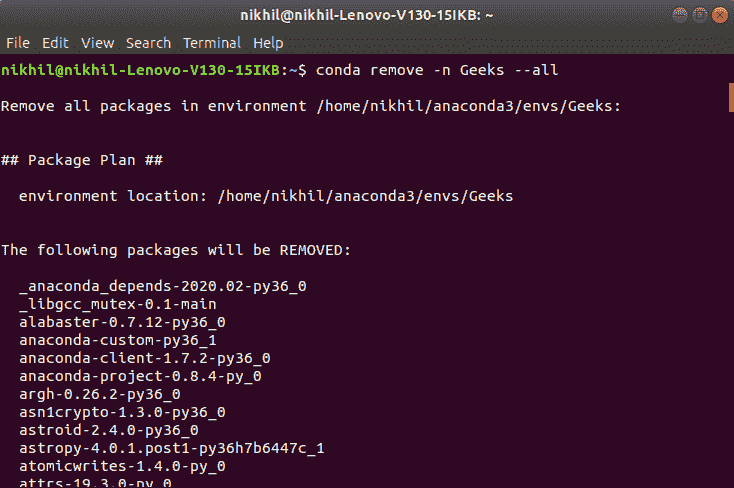 nikhil@nikhil-Lenovo-V130-15IKB: ~
File Edit View Search Terminal Help
nikhil@nikhil-Lenovo-V130-15IKB:~$ conda remove -n Geeks --all
Remove all packages in environment /home/nikhil/anaconda3/envs/Geeks:
## Package Plan ##
environment location: /home/nikhil/anaconda3/envs/Geeks
The following packages will be REMOVED:
_anaconda_depends-2020.02-py36_0
_libgcc_mutex-0.1-main
alabaster-0.7.12-py36_0
anaconda-custom-py36_1
anaconda-client-1.7.2-py36_0
anaconda-project-0.8.4-py_0
argh-0.26.2-py36_0
asn1crypto-1.3.0-py36_0
astroid-2.4.0-py36_0
astropy-4.0.1.post1-py36h7b6447c_1
atomicwrites-1.4.0-py_0
attrs-19.3.0-py_0